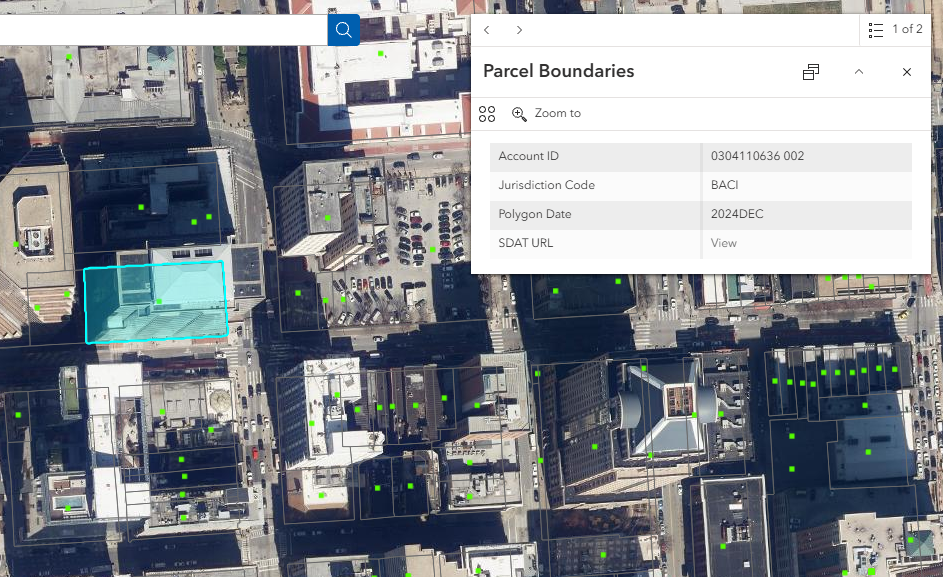 1 of 2
Parcel Boundaries
Zoom to
Account ID 0304110636 002
Jurisdiction Code BACI
Polygon Date 2024DEC
SDAT URL View